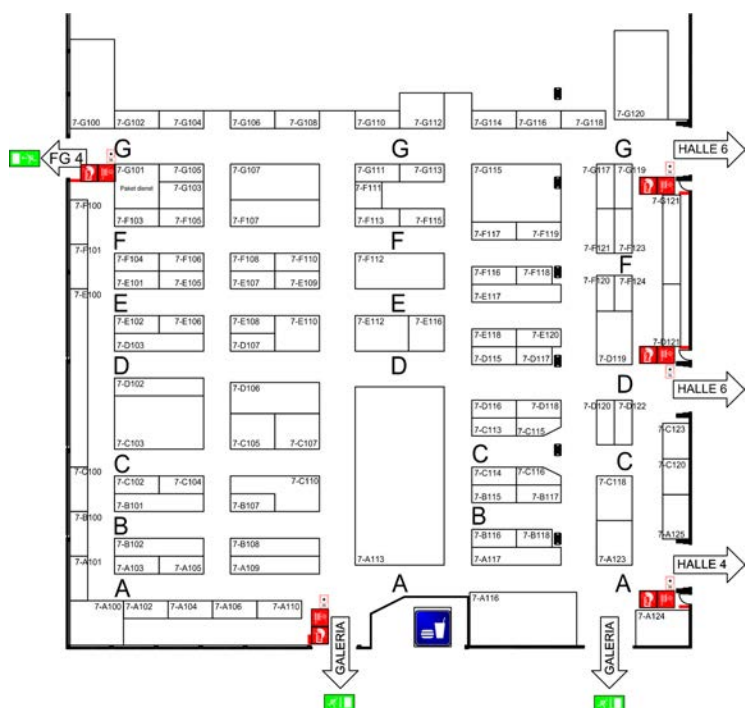 7-G100 7-G102 7-G104 7-G106 7-G108 7-G110 7-G112 7-G114 7-G116 7-G118 7-G120
G G G
FG 4 HALLE 6
7-G101 7-G105 7-G107 7-G111 7-G113 7-G115 7-G117 7-G119
Paket dienst 7-G103 7-F111
7-F100 7-G121
7-F103 7-F105 7-F107 7-F113 7-F115 7-F117 7-F119 7-F121 7-F123
F F F
7-F101
7-F104 7-F106 7-F108 7-F110 7-F112 7-F116 7-F118 7-F120 7-F124
7-E100 7-E101 7-E105 7-E107 7-E109 7-E117
E E
7-E102 7-E106 7-E108 7-E110 7-E112 7-E116 7-E118 7-E120
7-D103 7-D107 7-D115 7-D117 7-D119 7-D121
D D D
HALLE 6
7-D102 7-D106 7-D116 7-D118 7-D120 7-D122
7-C103 7-C105 7-C107 7-C113 7-C115 7-C123
C C C
7-C100 7-C102 7-C104 7-C110 7-C114 7-C116 7-C118 7-C120
7-B101 7-B107 7-B115 7-B117
7-B100
B B
7-B102 7-B108 7-B116 7-B118 7-A125
7-A101 7-A103 7-A105 7-A109 7-A113 7-A117 7-A123
HALLE 4
A A A
7-A100 7-A102 7-A104 7-A106 7-A110 7-A116 7-A124
GALERIA GALERIA